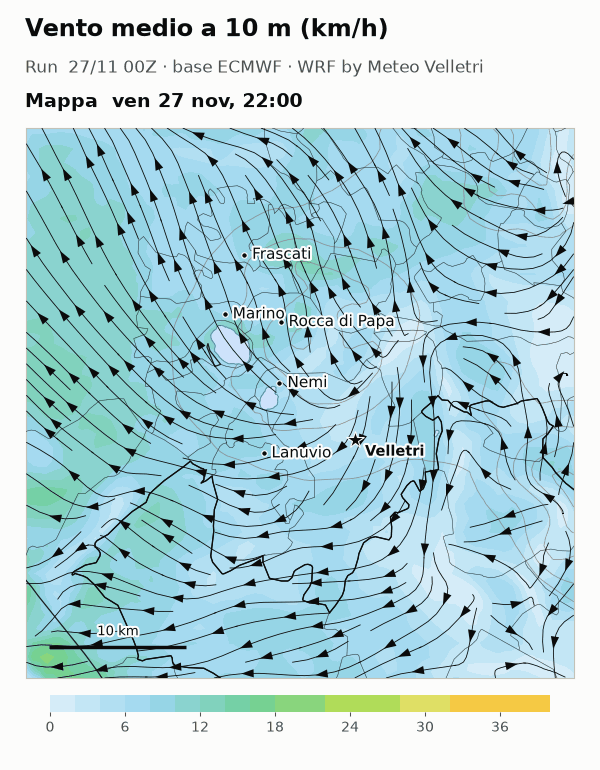 Vento medio a 10 m (km/h)
Run  27/11 00Z · base ECMWF · WRF by Meteo Velletri
Mappa  ven 27 nov, 22:00
Frascati
Marino
Rocca di Papa
Nemi
Velletri
Lanuvio
10 km
0 6 12 18 24 30 36